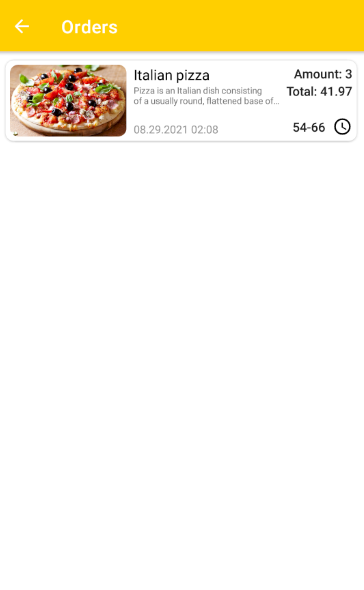 Orders
Italian pizza
Amount: 3
Pizza is an Italian dish consisting
of a usually round, flattened base of...
Total: 41.97
08.29.2021 02:08
54-66